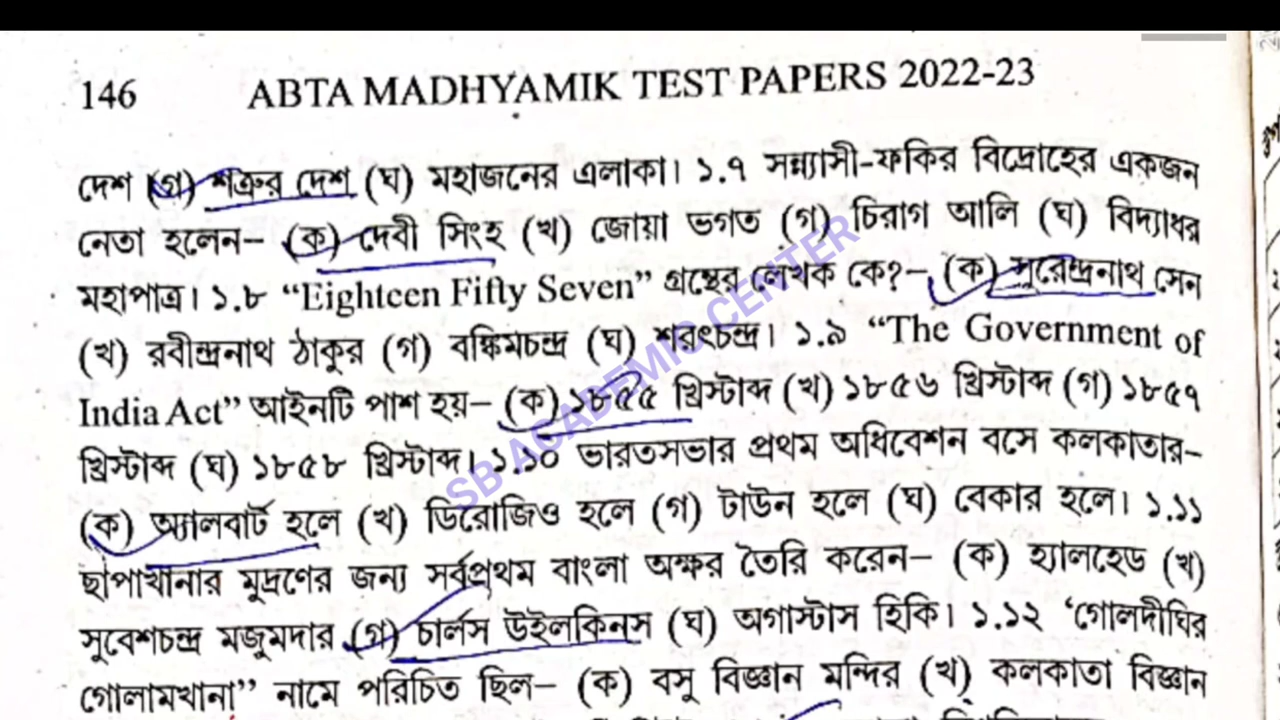 146 ABTA MADHYAMIK TEST PAPERS 2022-23
দেশ (গ) শত্রুর দেশ (ঘ) মহাজনের এলাকা। ১.৭ সন্ন্যাসী-ফকির বিদ্রোহের একজন
নেতা হলেন– (ক) দেবী সিংহ (খ) জোয়া ভগত (গ) চিরাগ আলি (ঘ) বিদ্যাধর
মহাপাত্র। ১.৮ “Eighteen Fifty Seven” গ্রন্থের লেখক কে?– (ক) সুরেন্দ্রনাথ সেন
(খ) রবীন্দ্রনাথ ঠাকুর (গ) বঙ্কিমচন্দ্র (ঘ) শরৎচন্দ্র। ১.৯ “The Government of
India Act” আইনটি পাশ হয়– (ক) ১৮৫৫ খ্রিস্টাব্দ (খ) ১৮৫৬ খ্রিস্টাব্দ (গ) ১৮৫৭
খ্রিস্টাব্দ (ঘ) ১৮৫৮ খ্রিস্টাব্দ। ১.১০ ভারতসভার প্রথম অধিবেশন বসে কলকাতার–
(ক) অ্যালবার্ট হলে (খ) ডিরোজিও হলে (গ) টাউন হলে (ঘ) বেকার হলে। ১.১১
ছাপাখানার মুদ্রণের জন্য সর্বপ্রথম বাংলা অক্ষর তৈরি করেন– (ক) হ্যালহেড (খ)
সুবেশচন্দ্র মজুমদার (গ) চার্লস উইলকিনস (ঘ) অগাস্টাস হিকি। ১.১২ ‘গোলদীঘির
গোলামখানা” নামে পরিচিত ছিল– (ক) বসু বিজ্ঞান মন্দির (খ) কলকাতা বিজ্ঞান
SB ACADEMIC CENTER